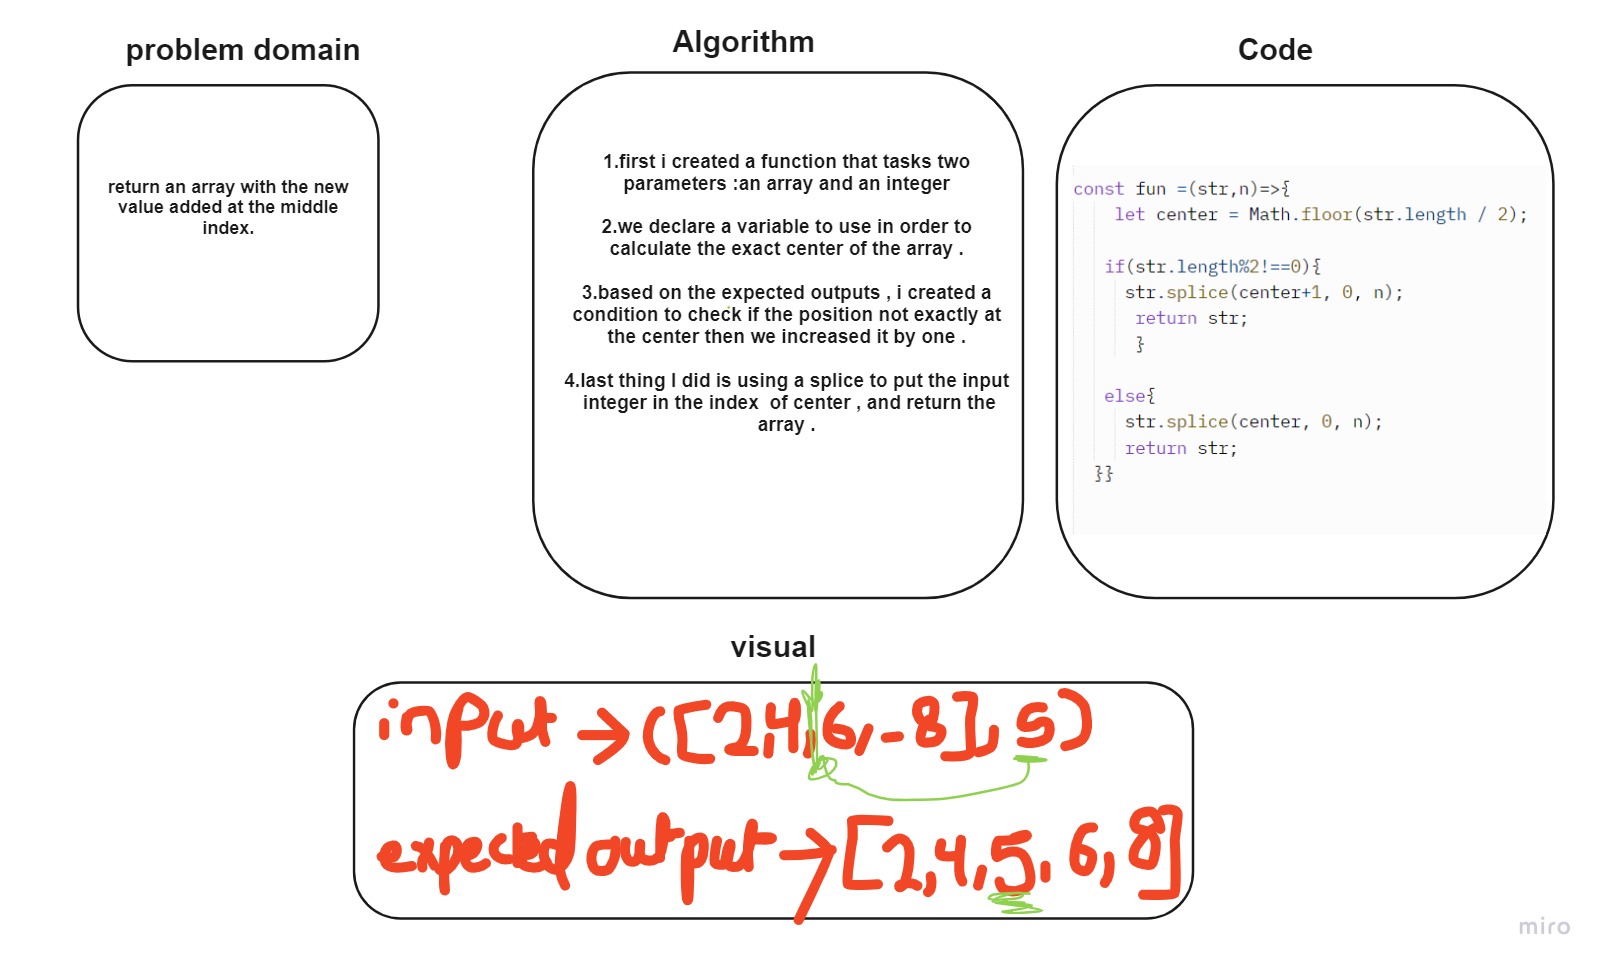 problem domain
return an array with the new
value added at the middle
index.
Algorithm
1.first i created a function that tasks two
parameters :an array and an integer
2.we declare a variable to use in order to
calculate the exact center of the array .
3.based on the expected outputs , i created a
condition to check if the position not exactly at
the center then we increased it by one .
4.last thing I did is using a splice to put the input
integer in the index  of center , and return the
array .
Code
const fun =(str,n)=>{
let center = Math.floor(str.length / 2);
if(str.length%2!==0){
str.splice(center+1, 0, n);
return str;
}
else{
str.splice(center, 0, n);
return str;
}}
visual
input → ([2,4,6,-8],5)
expected output → [2,4,5,6,8]
miro